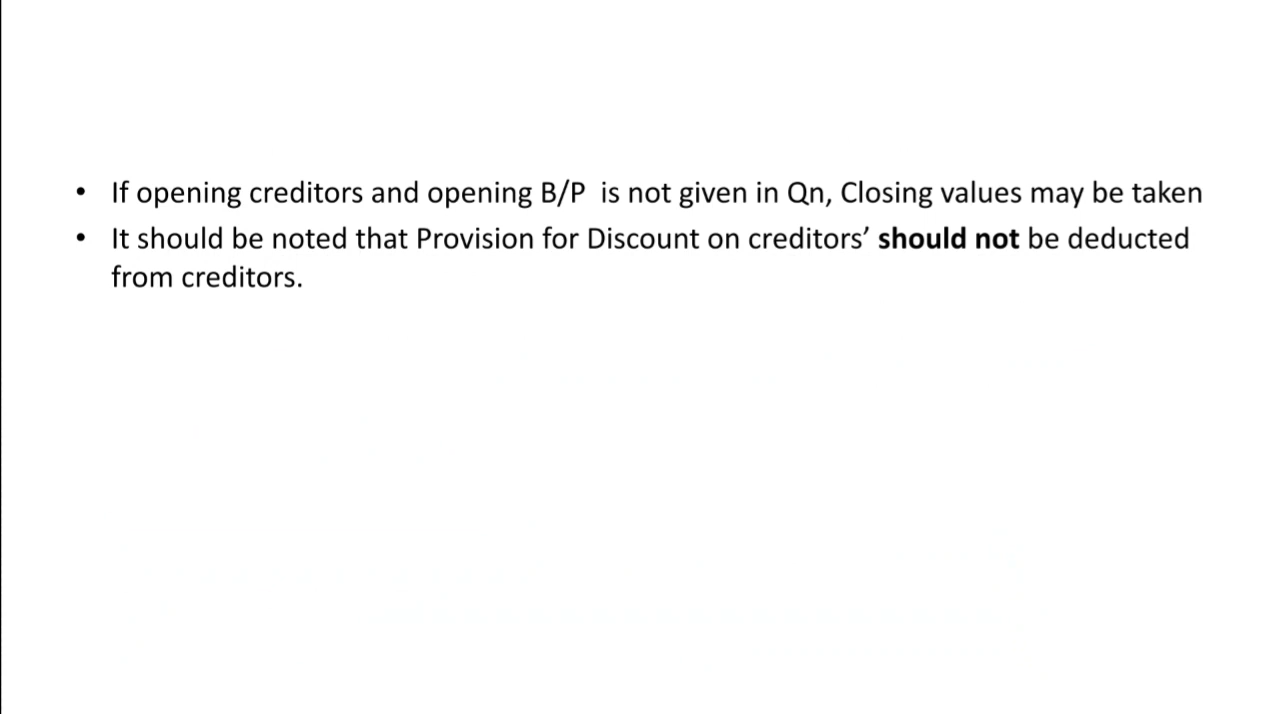 • If opening creditors and opening B/P  is not given in Qn, Closing values may be taken
• It should be noted that Provision for Discount on creditors’ should not be deducted
from creditors.